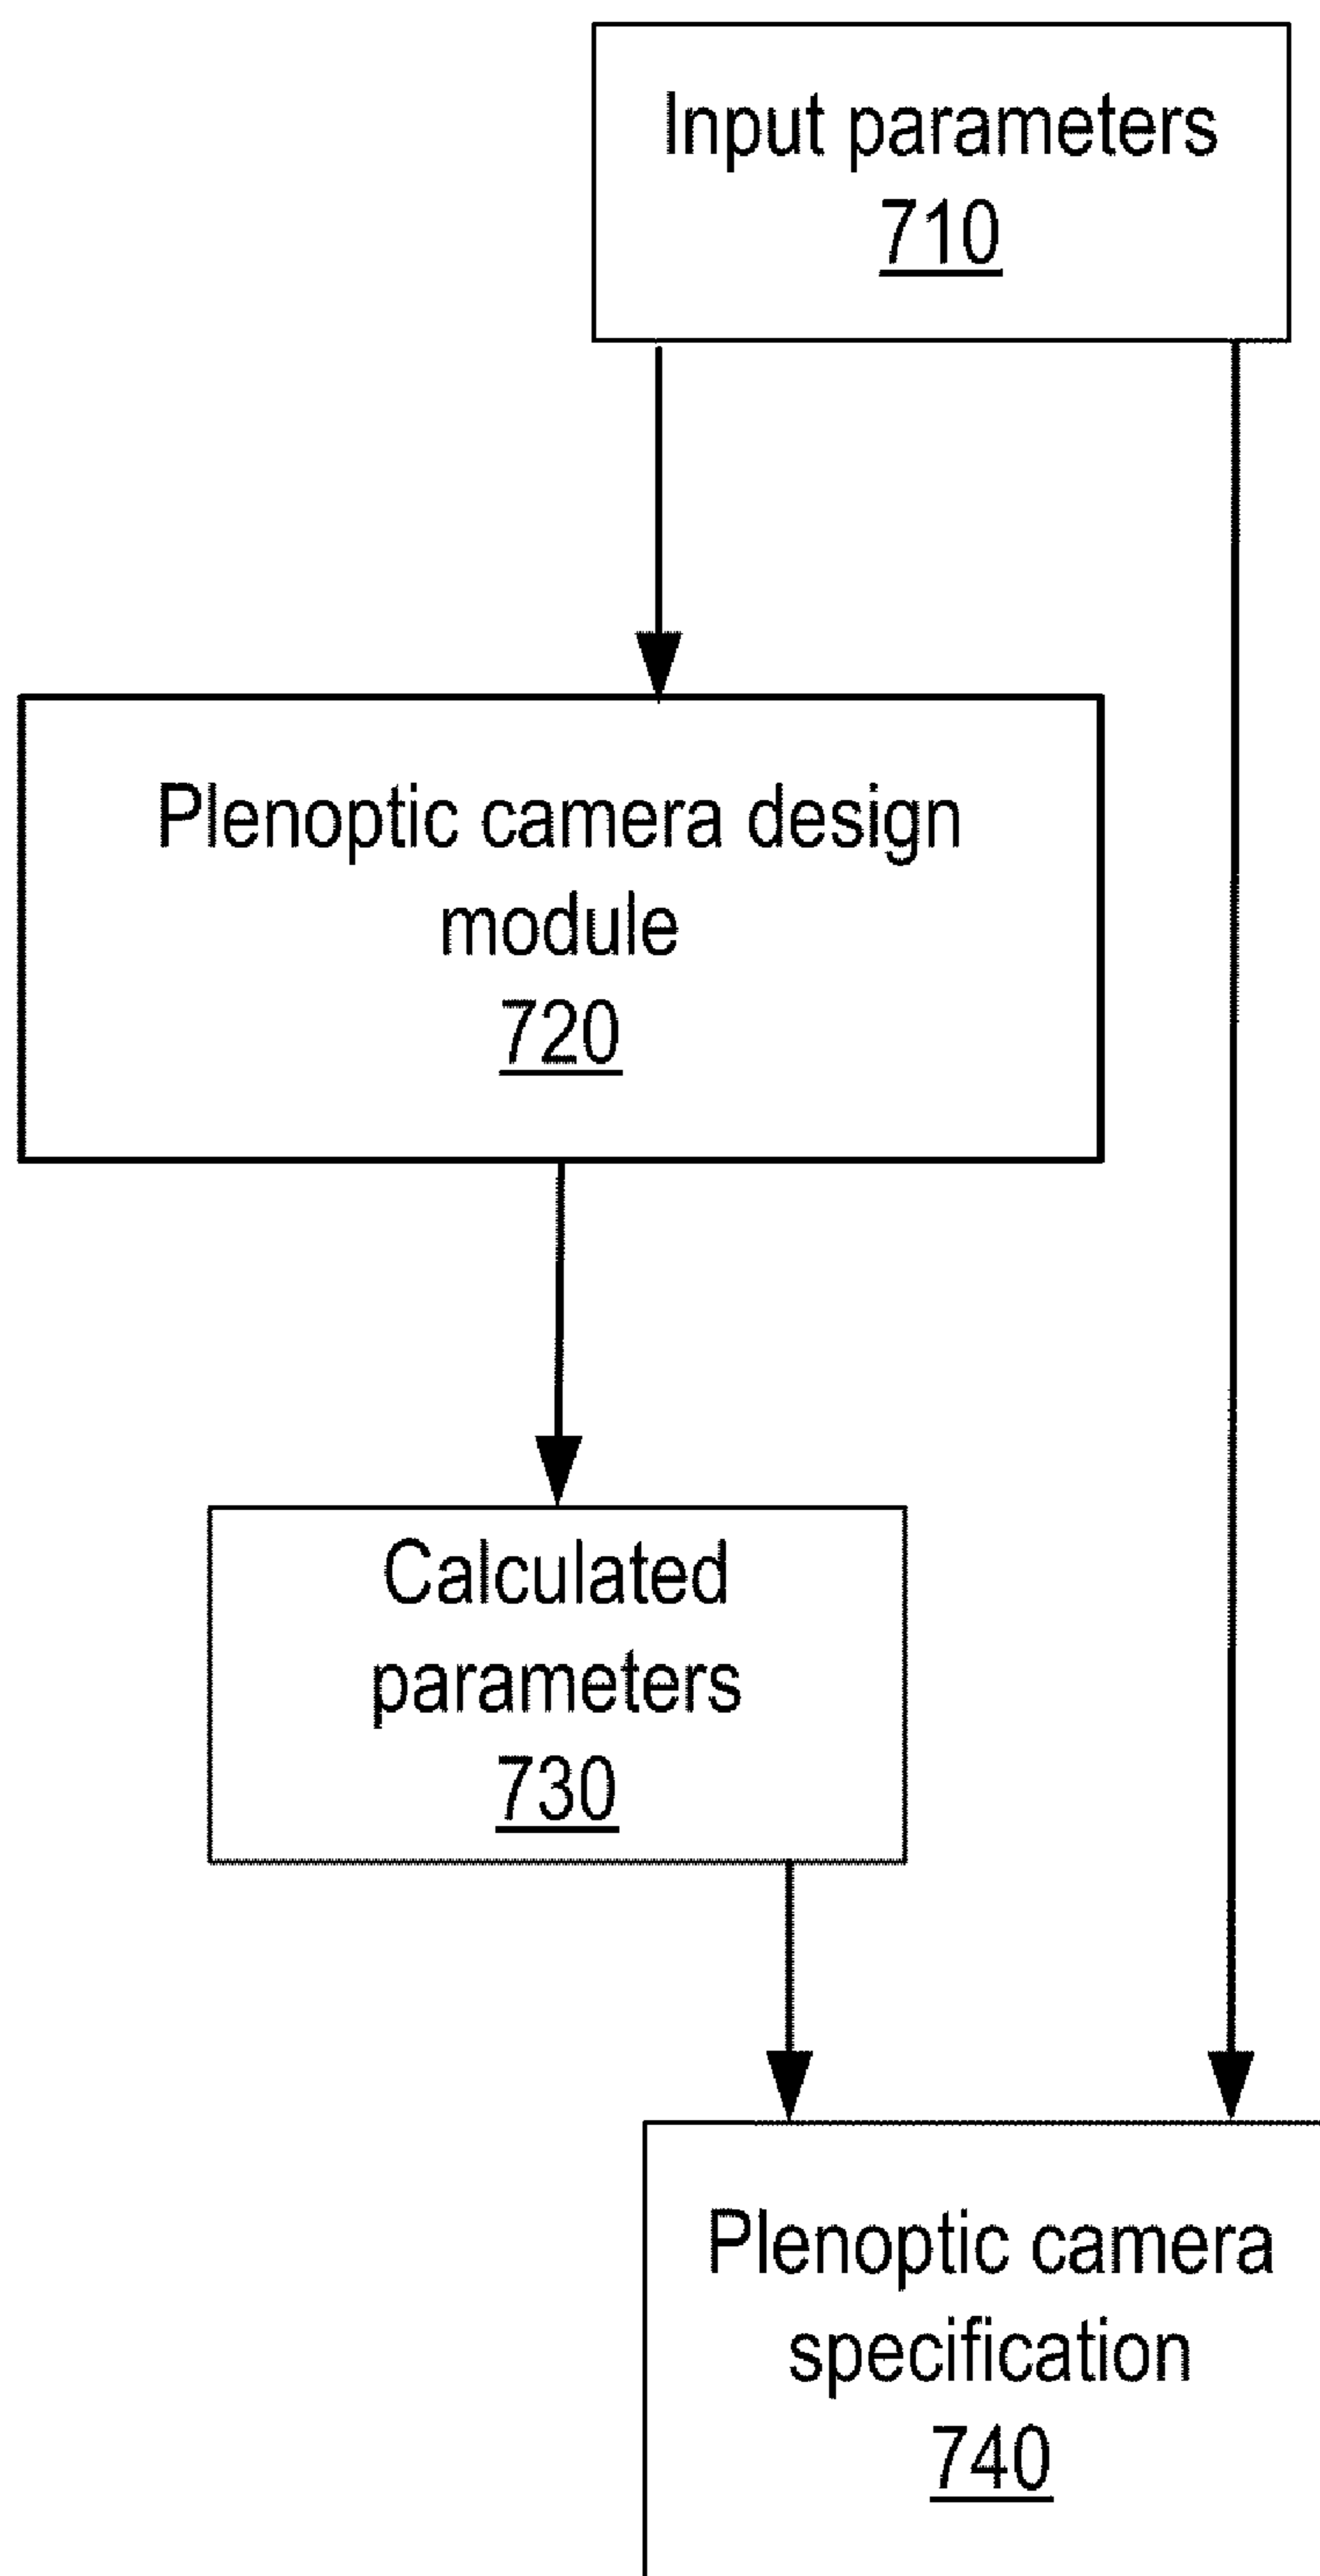 Input parameters
710
Plenoptic camera design
module
720
Calculated
parameters
730
Plenoptic camera
specification
740